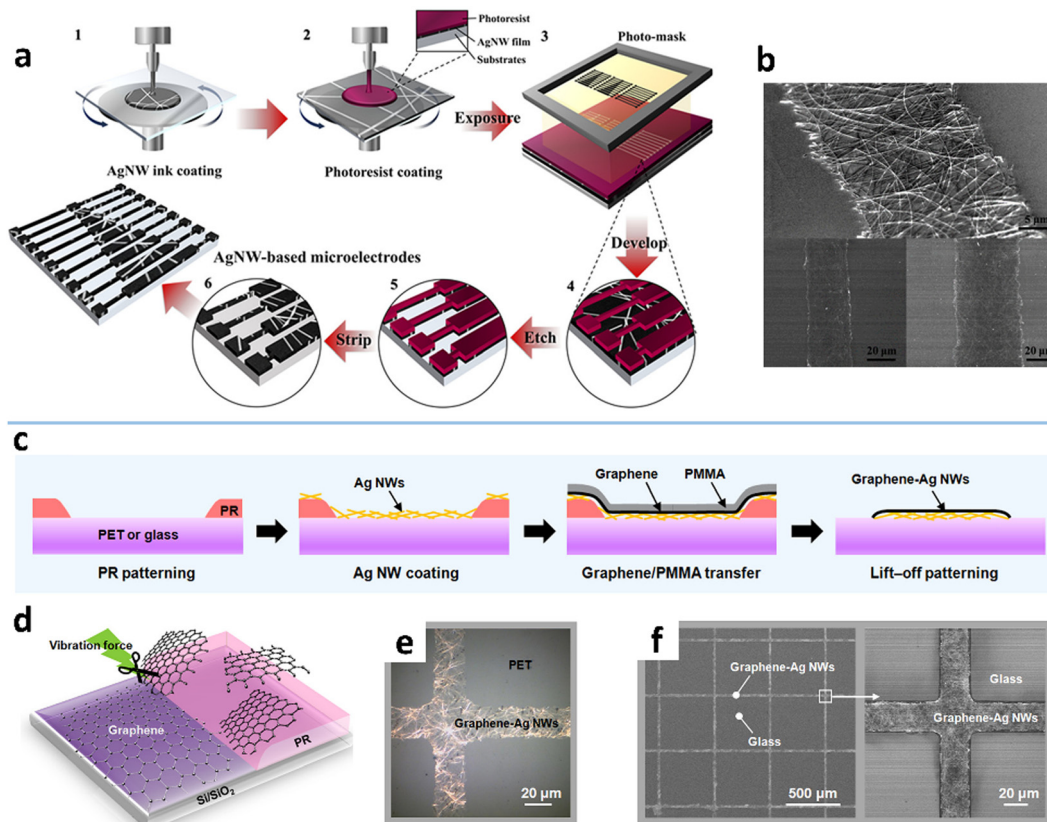 a
1
2
3
Photoresist
AgNW film
Substrates
Photo-mask
Exposure
AgNW ink coating
Photoresist coating
Develop
AgNW-based microelectrodes
6
5
4
Strip
Etch
b
5 μm
20 μm
20 μm
c
PR
PET or glass
PR patterning
Ag NWs
Ag NW coating
Graphene
PMMA
Graphene/PMMA transfer
Graphene-Ag NWs
Lift–off patterning
d
Vibration force
Graphene
PR
Si/SiO₂
e
PET
Graphene-Ag NWs
20 μm
f
Graphene-Ag NWs
Glass
500 μm
Glass
Graphene-Ag NWs
20 μm